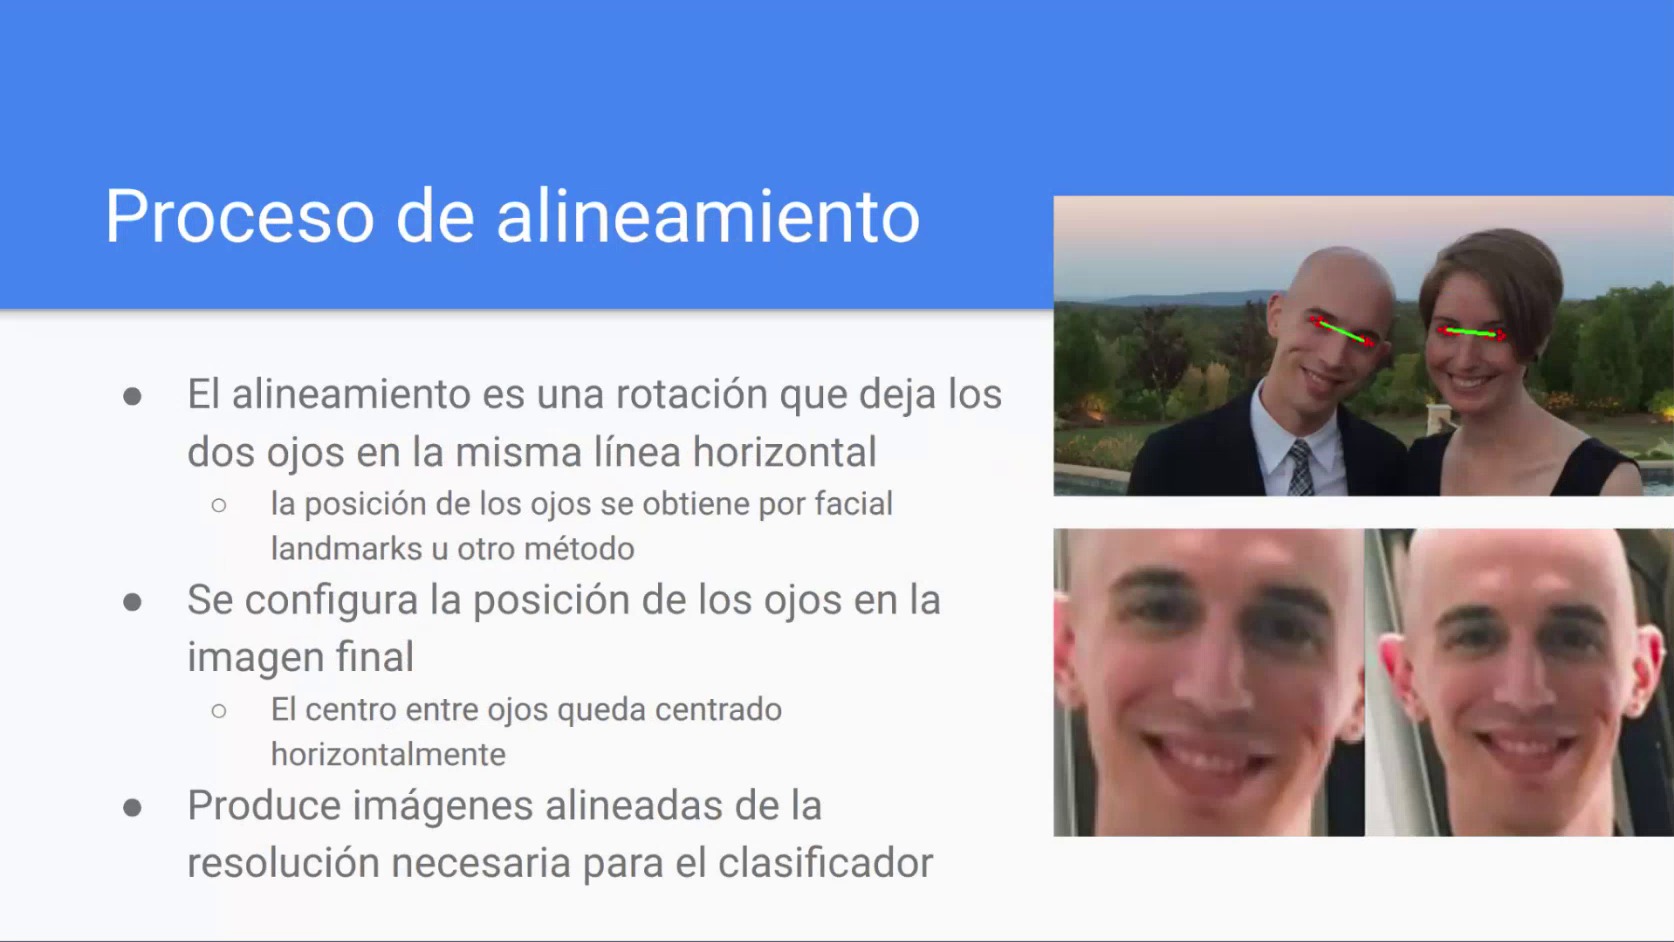 Proceso de alineamiento
● El alineamiento es una rotación que deja los
dos ojos en la misma línea horizontal
○ la posición de los ojos se obtiene por facial
landmarks u otro método
● Se configura la posición de los ojos en la
imagen final
○ El centro entre ojos queda centrado
horizontalmente
● Produce imágenes alineadas de la
resolución necesaria para el clasificador